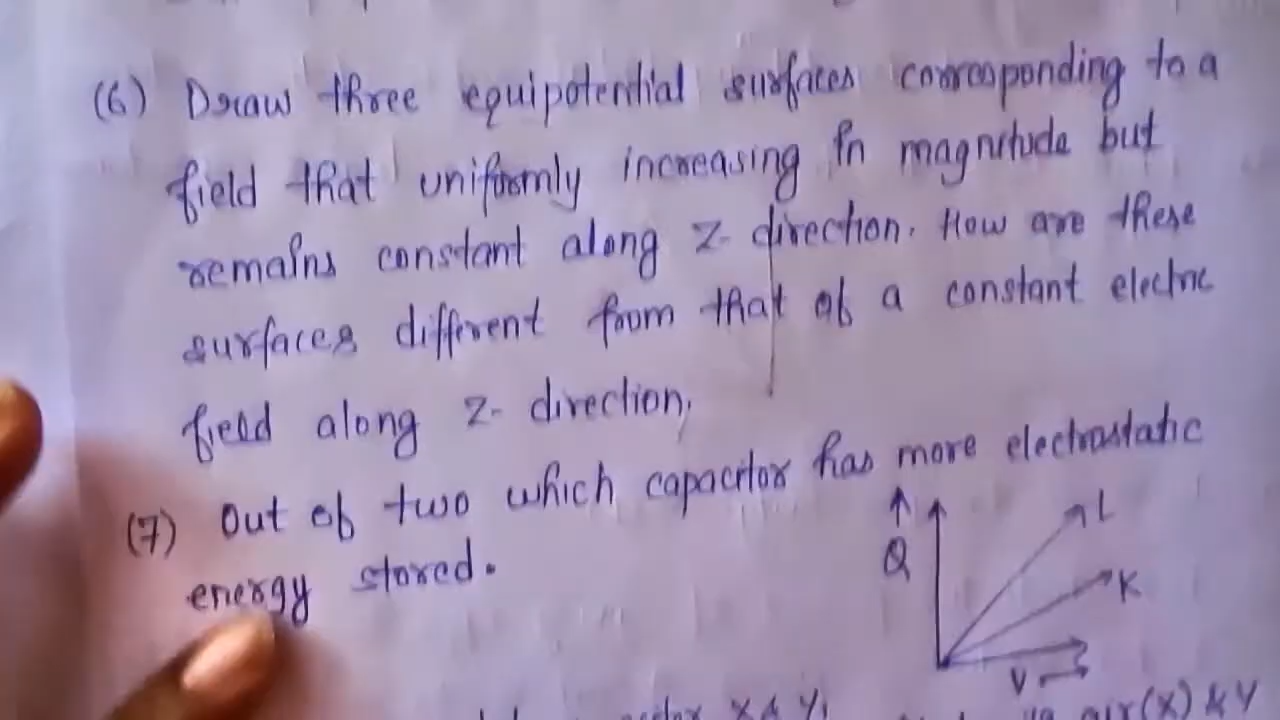 (6) Draw three equipotential surfaces corresponding to a
field that uniformly increasing in magnitude but
remains constant along z- direction. How are these
surfaces different from that of a constant electric
field along z- direction,
(7) Out of two which capacitor has more electrostatic
energy stored.
Q
L
K
V
X & Y,
air(X) & Y